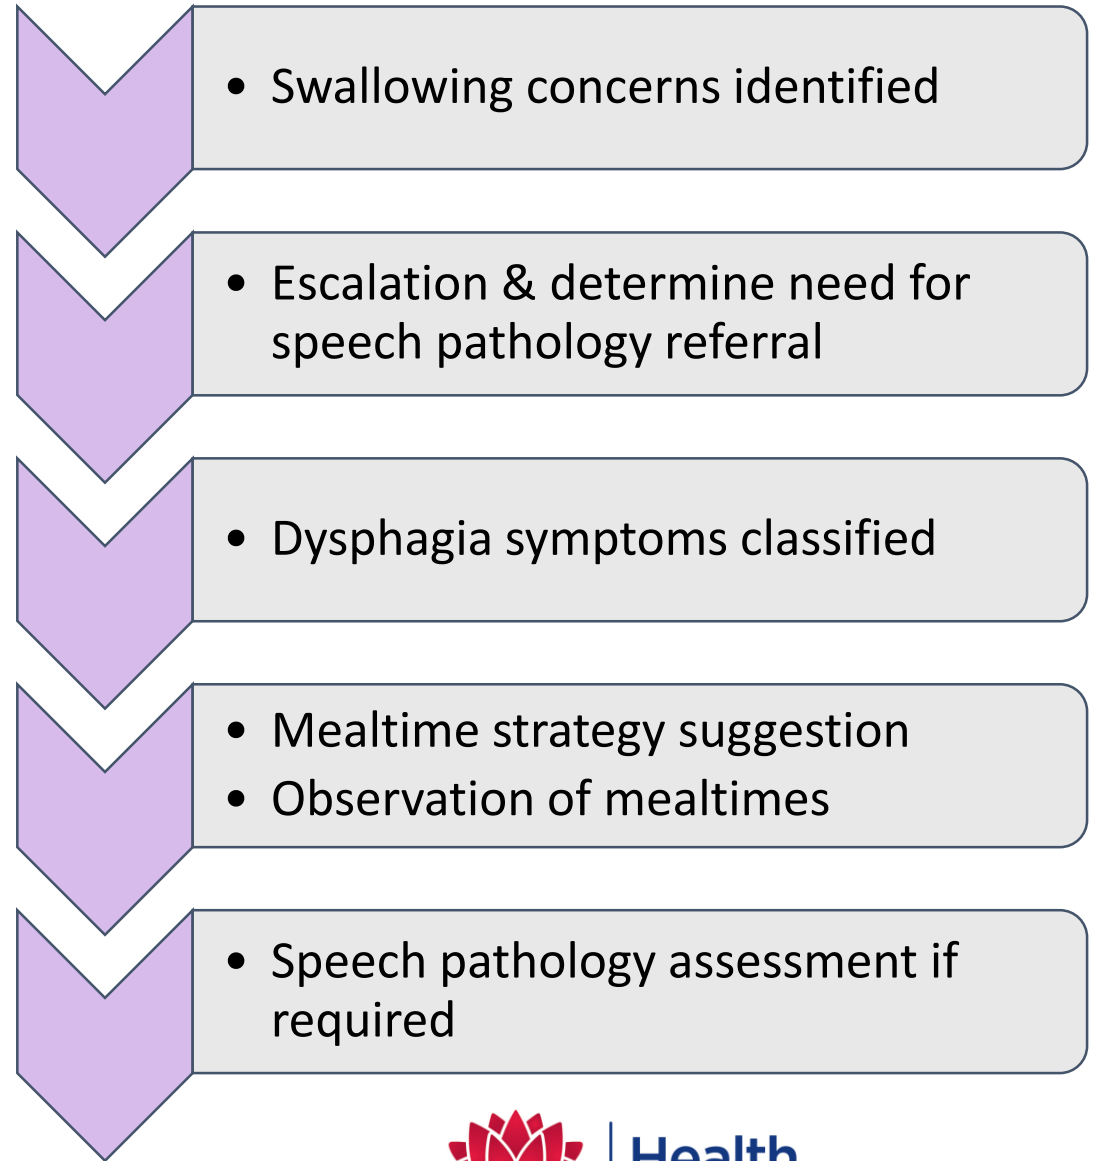 • Swallowing concerns identified
• Escalation & determine need for
speech pathology referral
• Dysphagia symptoms classified
• Mealtime strategy suggestion
• Observation of mealtimes
• Speech pathology assessment if
required
Health